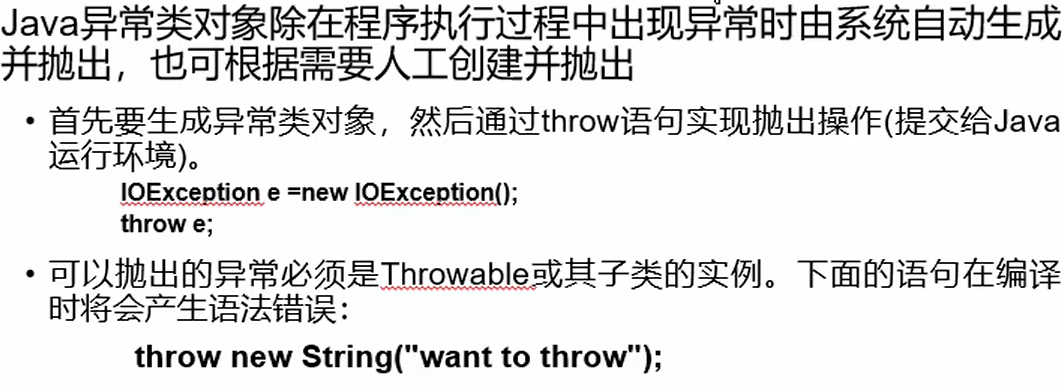 Java异常类对象除在程序执行过程中出现异常时由系统自动生成
并抛出，也可根据需要人工创建并抛出
• 首先要生成异常类对象，然后通过throw语句实现抛出操作(提交给Java
运行环境)。
IOException e =new IOException();
throw e;
• 可以抛出的异常必须是Throwable或其子类的实例。下面的语句在编译
时将会产生语法错误：
throw new String("want to throw");